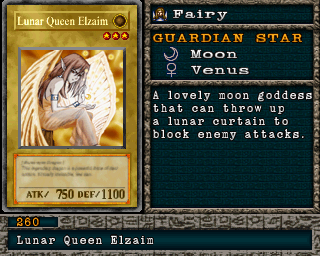 Lunar Queen Elzaim
ATK/ 750 DEF/1100
Fairy
GUARDIAN STAR
Moon
Venus
A lovely moon goddess
that can throw up
a lunar curtain to
block enemy attacks.
260
Lunar Queen Elzaim